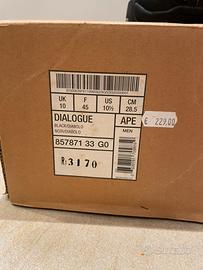 UK F US CM
10 45 10½ 28.5
DIALOGUE APE
BLACK/DIABOLO
NOIR/DIABOLO MEN
857871 33 G0
3170
€ 229,00
subito